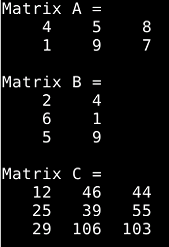 Matrix A =
4 5 8
1 9 7
Matrix B =
2 4
6 1
5 9
Matrix C =
12 46 44
25 39 55
29 106 103